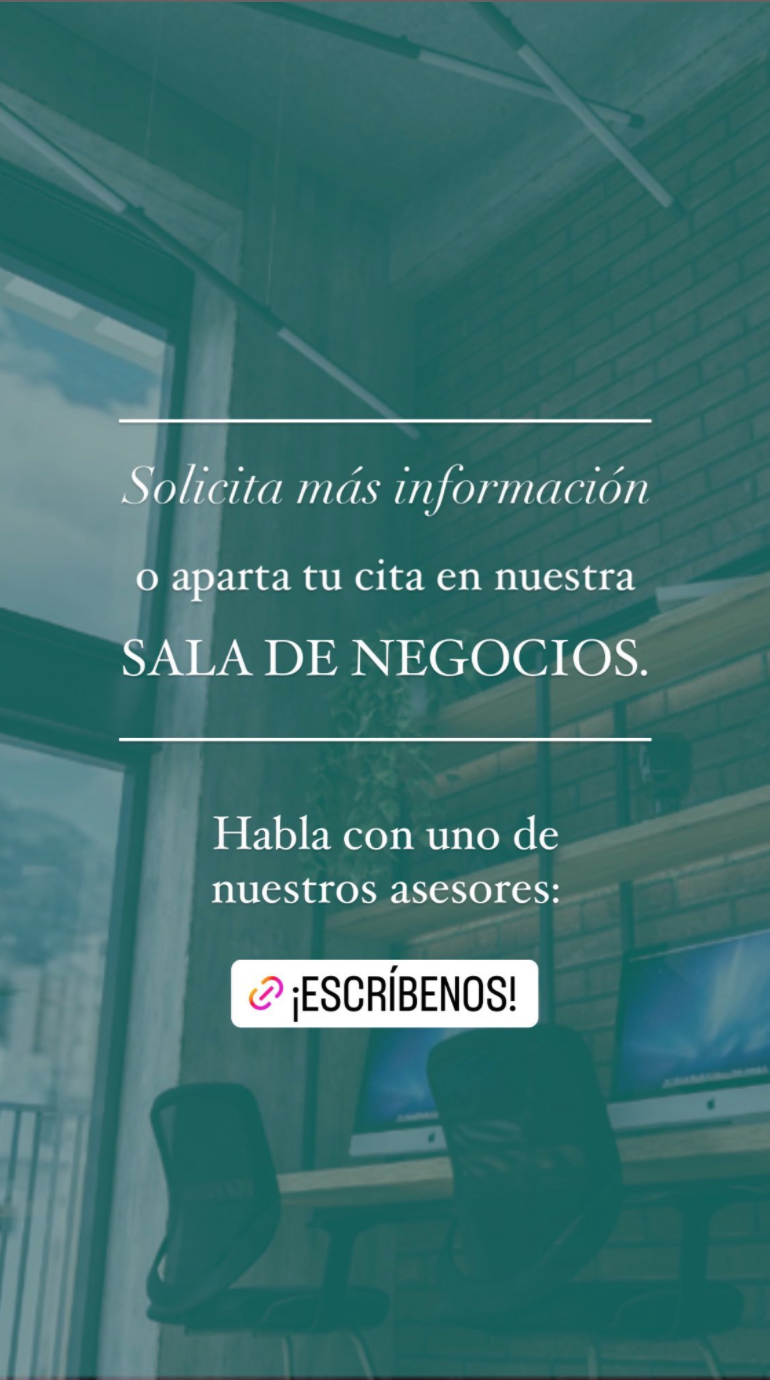 Solicita más información
o aparta tu cita en nuestra
SALA DE NEGOCIOS.
Habla con uno de
nuestros asesores:
¡ESCRÍBENOS!